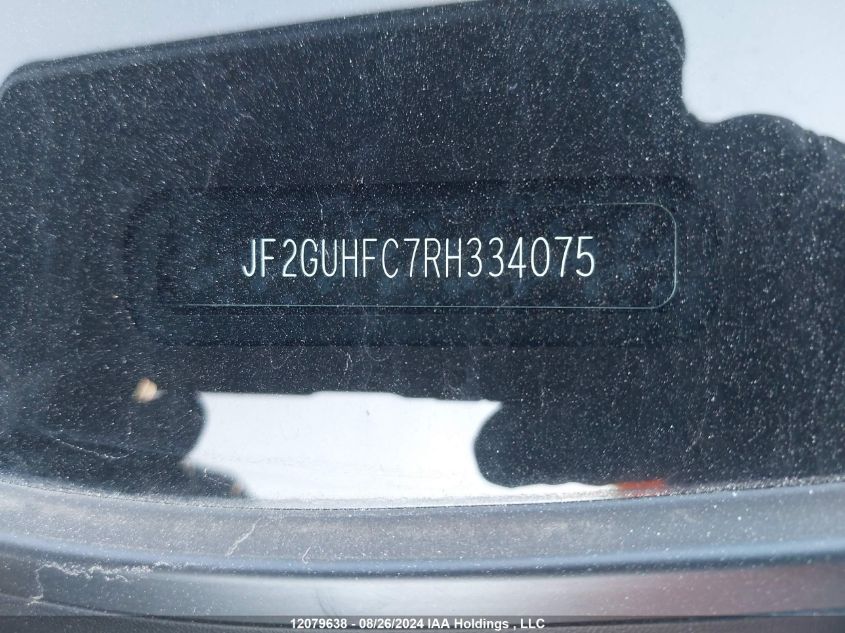 JF2GUHFC7RH334075
12079638 - 08/26/2024 IAA Holdings , LLC